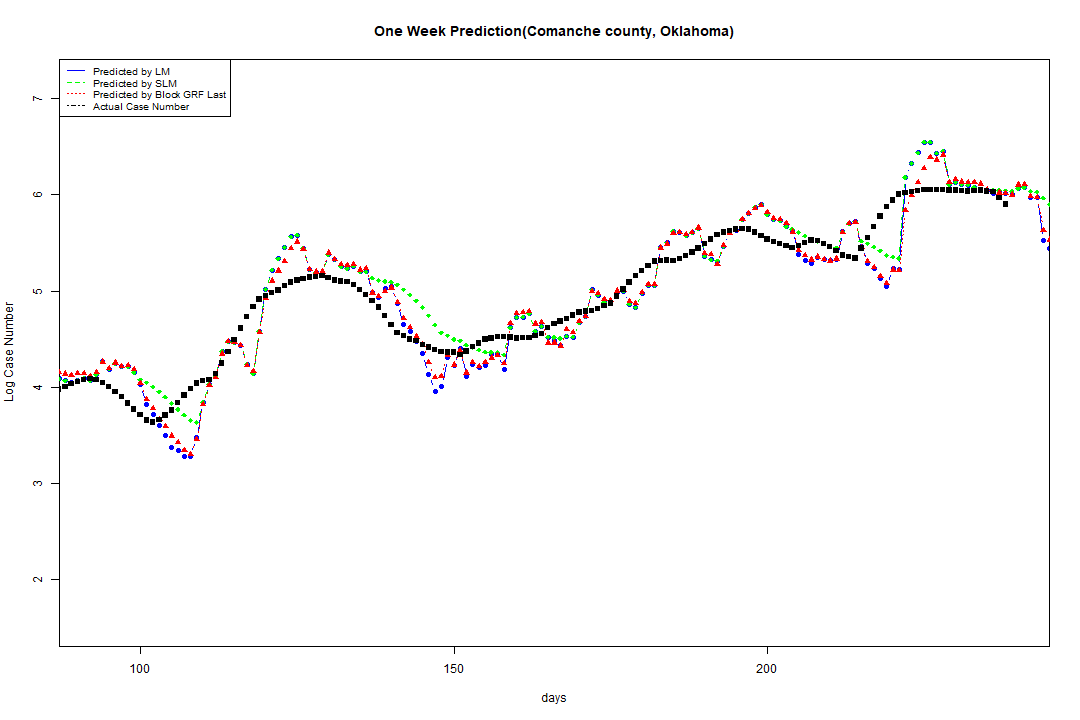 One Week Prediction(Comanche county, Oklahoma)
Predicted by LM
Predicted by SLM
Predicted by Block GRF Last
Actual Case Number
7
6
5
4
3
2
Log Case Number
100
150
200
days